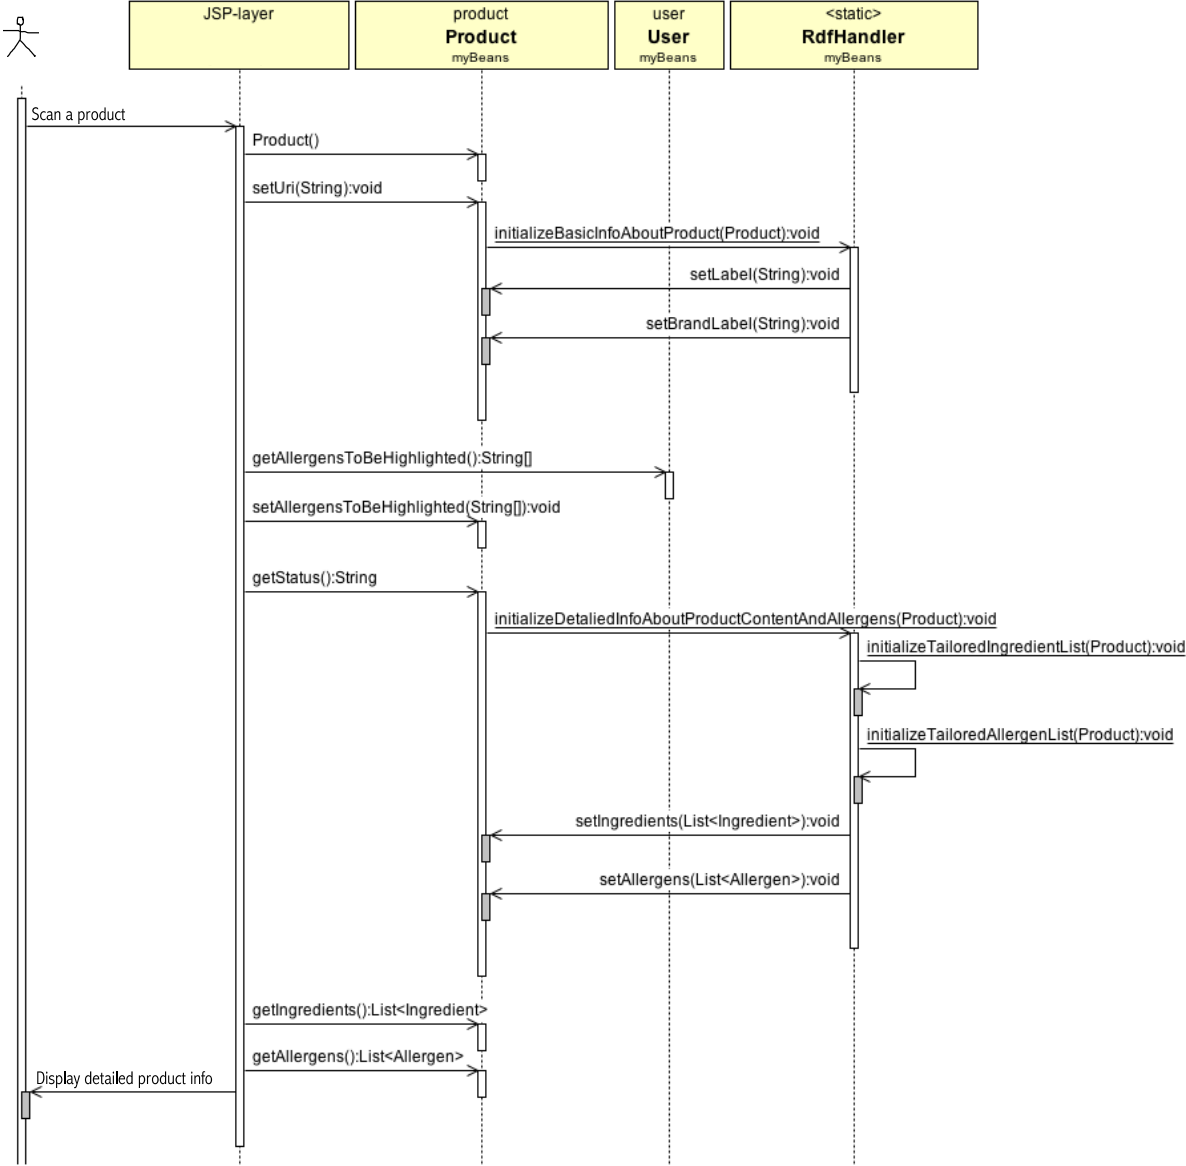 JSP-layer
product
Product
myBeans
user
User
myBeans
<static>
RdfHandler
myBeans
Scan a product
Product()
setUri(String):void
initializeBasicInfoAboutProduct(Product):void
setLabel(String):void
setBrandLabel(String):void
getAllergensToBeHighlighted():String[]
setAllergensToBeHighlighted(String[]):void
getStatus():String
initializeDetaliedInfoAboutProductContentAndAllergens(Product):void
initializeTailoredIngredientList(Product):void
initializeTailoredAllergenList(Product):void
setIngredients(List<Ingredient>):void
setAllergens(List<Allergen>):void
getIngredients():List<Ingredient>
getAllergens():List<Allergen>
Display detailed product info